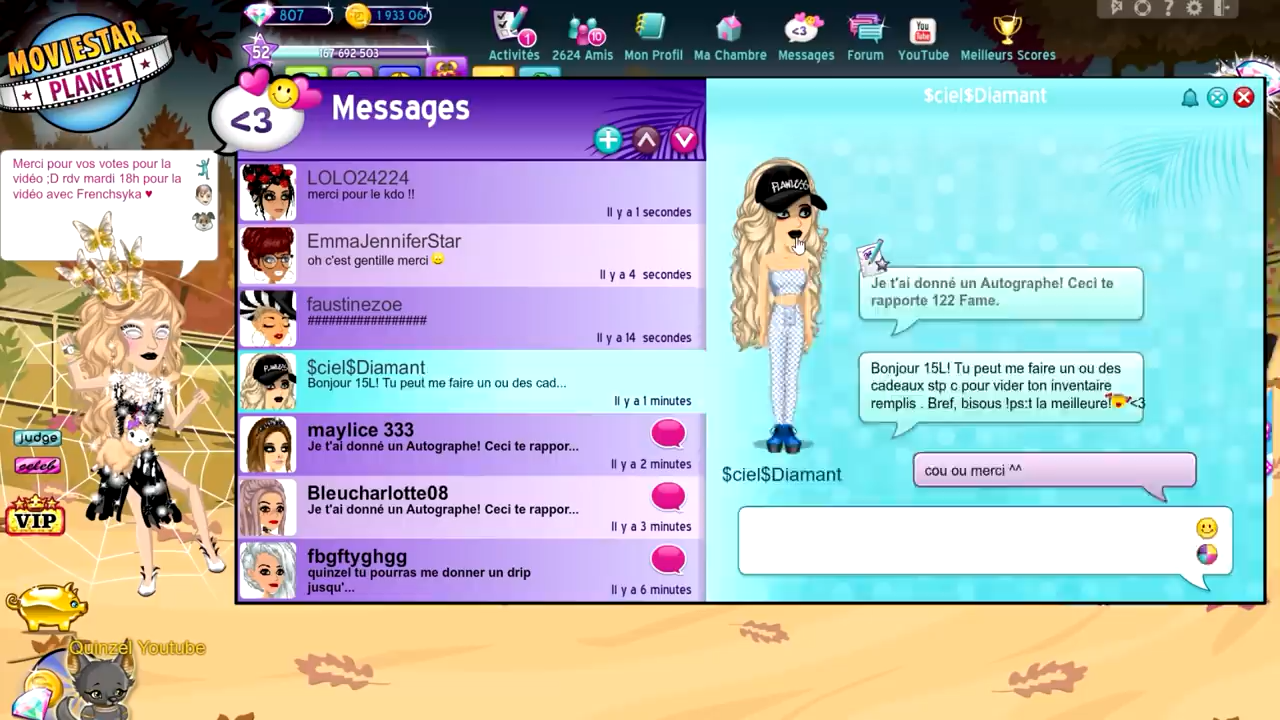 807
1 933 06
52
167 692 503
1
Activités
10
2624 Amis
Mon Profil
Ma Chambre
<3
Messages
Forum
You
Tube
YouTube
Meilleurs Scores
MOVIESTAR
PLANET
Merci pour vos votes pour la
vidéo ;D rdv mardi 18h pour la
vidéo avec Frenchsyka ♥
judge
celeb
VIP
Quinzel Youtube
<3
Messages
LOLO24224
merci pour le kdo !!
Il y a 1 secondes
EmmaJenniferStar
oh c'est gentille merci 😊
Il y a 4 secondes
faustinezoe
#################
Il y a 14 secondes
$ciel$Diamant
Bonjour 15L! Tu peut me faire un ou des cad...
Il y a 1 minutes
maylice 333
Je t'ai donné un Autographe! Ceci te rappor...
Il y a 2 minutes
Bleucharlotte08
Je t'ai donné un Autographe! Ceci te rappor...
Il y a 3 minutes
fbgftyghgg
quinzel tu pourras me donner un drip
jusqu'...
Il y a 6 minutes
$ciel$Diamant
FLAWLESS
$ciel$Diamant
Je t'ai donné un Autographe! Ceci te
rapporte 122 Fame.
Bonjour 15L! Tu peut me faire un ou des
cadeaux stp c pour vider ton inventaire
remplis . Bref, bisous !ps:t la meilleure! <3
cou ou merci ^^